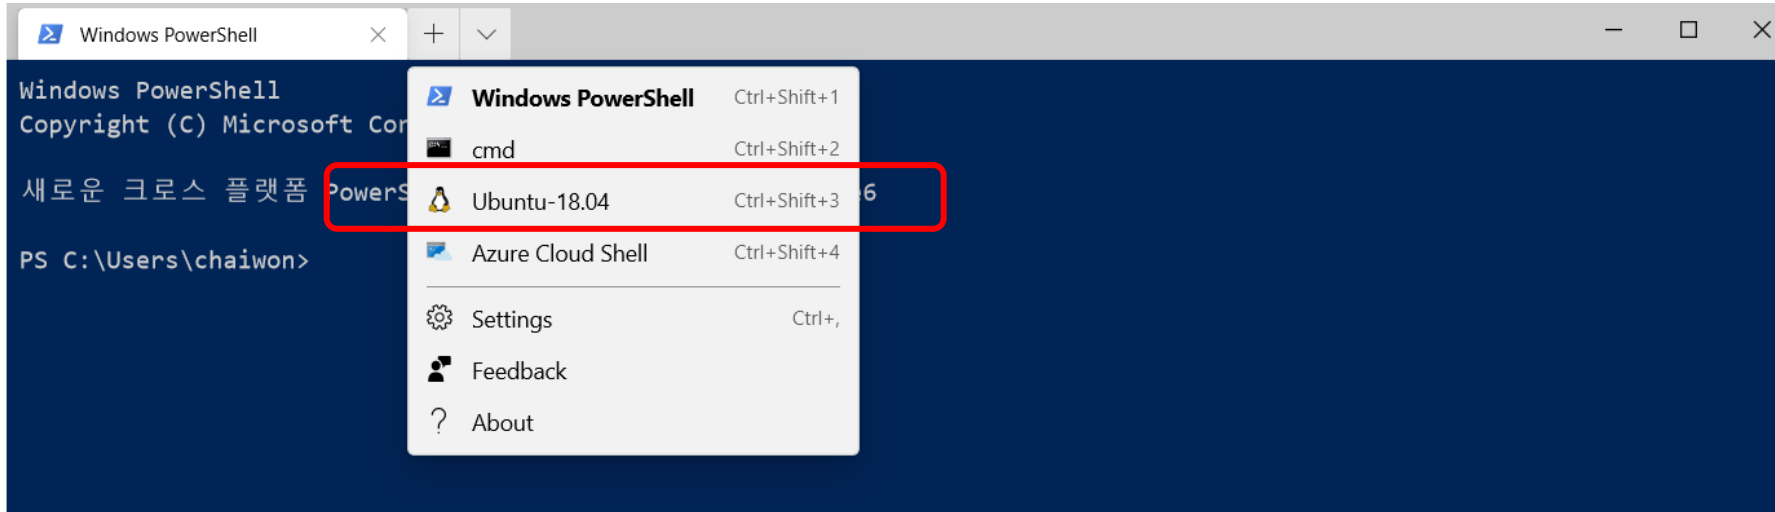 Windows PowerShell
Windows PowerShell
Copyright (C) Microsoft Cor
새로운 크로스 플랫폼 PowerS 6
PS C:\Users\chaiwon>
Windows PowerShell Ctrl+Shift+1
cmd Ctrl+Shift+2
Ubuntu-18.04 Ctrl+Shift+3
Azure Cloud Shell Ctrl+Shift+4
Settings Ctrl+,
Feedback
About